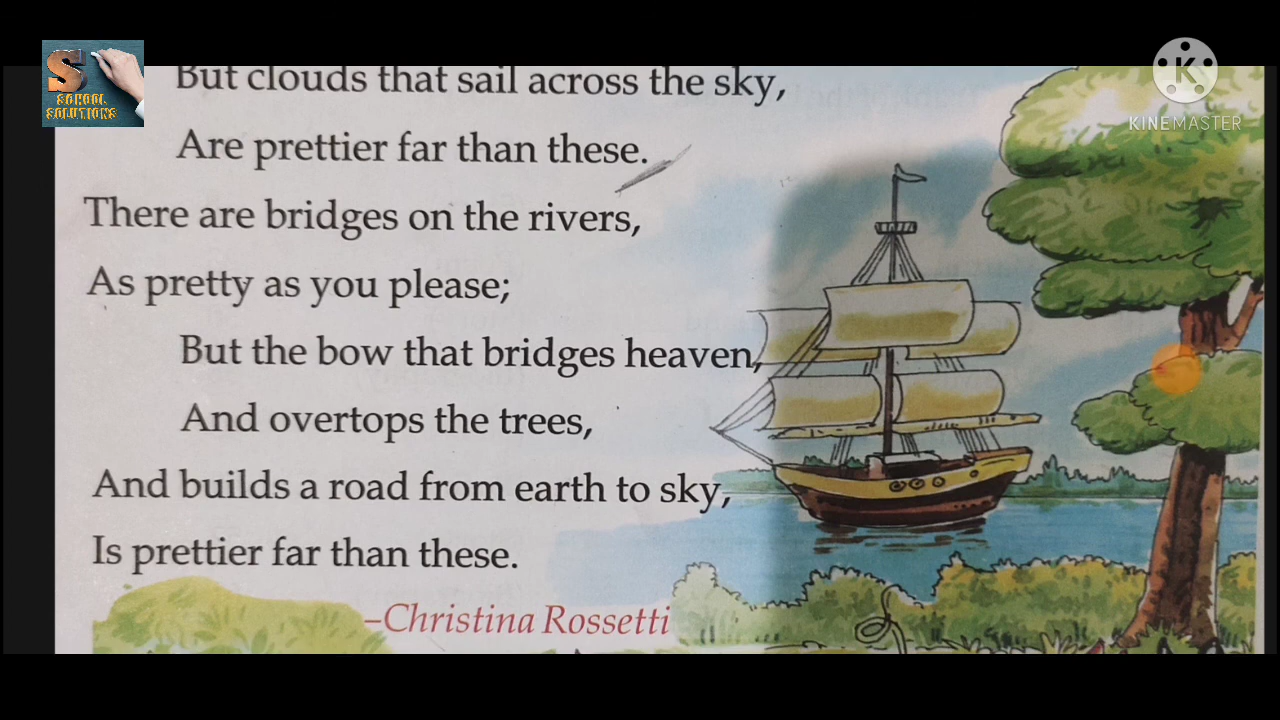 SCHOOL
SOLUTIONS
K
KINEMASTER
But clouds that sail across the sky,
Are prettier far than these.
There are bridges on the rivers,
As pretty as you please;
But the bow that bridges heaven,
And overtops the trees,
And builds a road from earth to sky,
Is prettier far than these.
–Christina Rossetti